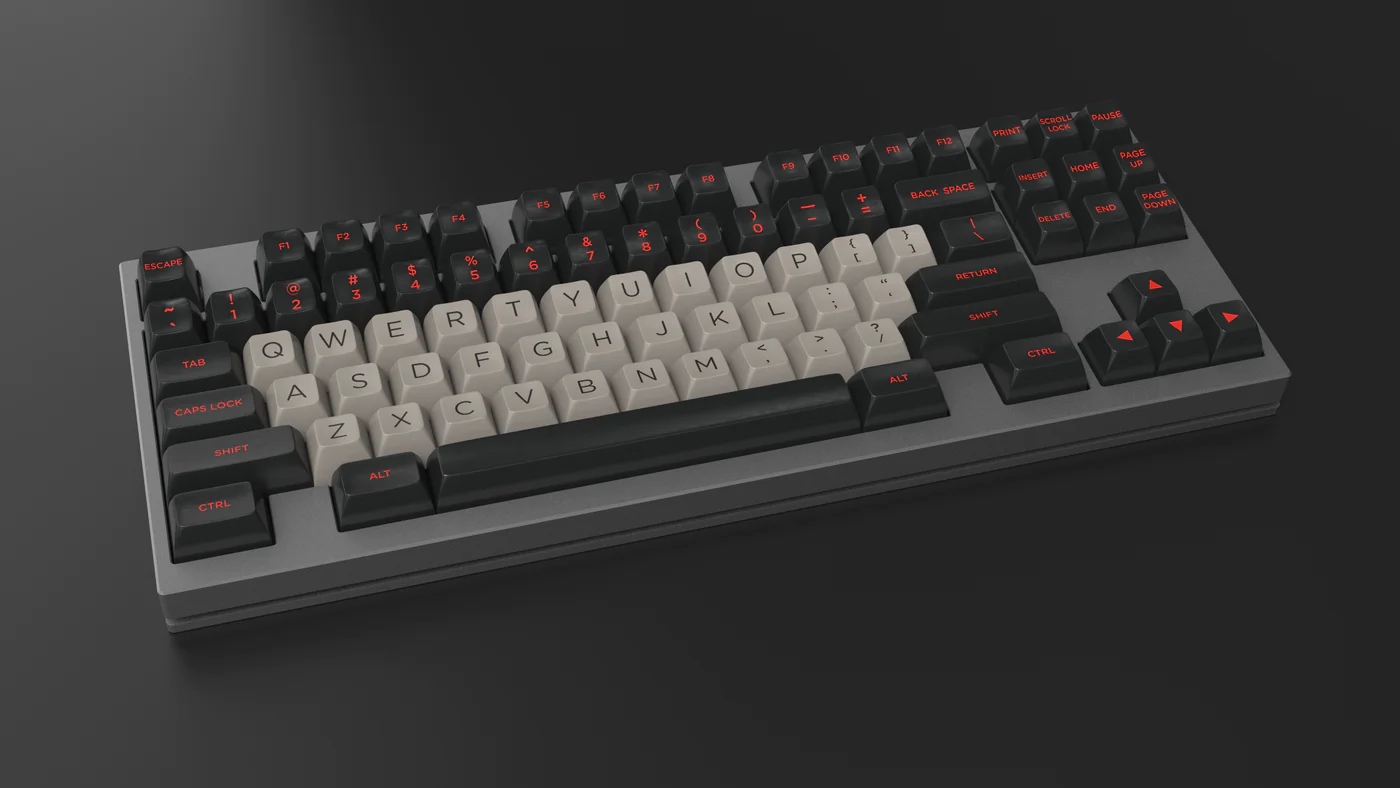 ESCAPE F1 F2 F3 F4 F5 F6 F7 F8 F9 F10 F11 F12 PRINT SCROLL LOCK PAUSE
~ ` ! 1 @ 2 # 3 $ 4 % 5 ^ 6 & 7 * 8 ( 9 ) 0 — – + = BACK SPACE INSERT HOME PAGE UP
TAB Q W E R T Y U I O P { [ } ] | \ DELETE END PAGE DOWN
CAPS LOCK A S D F G H J K L : ; “ ‘ RETURN
SHIFT Z X C V B N M < , > . ? / SHIFT ▲
CTRL ALT ALT CTRL ◀ ▼ ▶